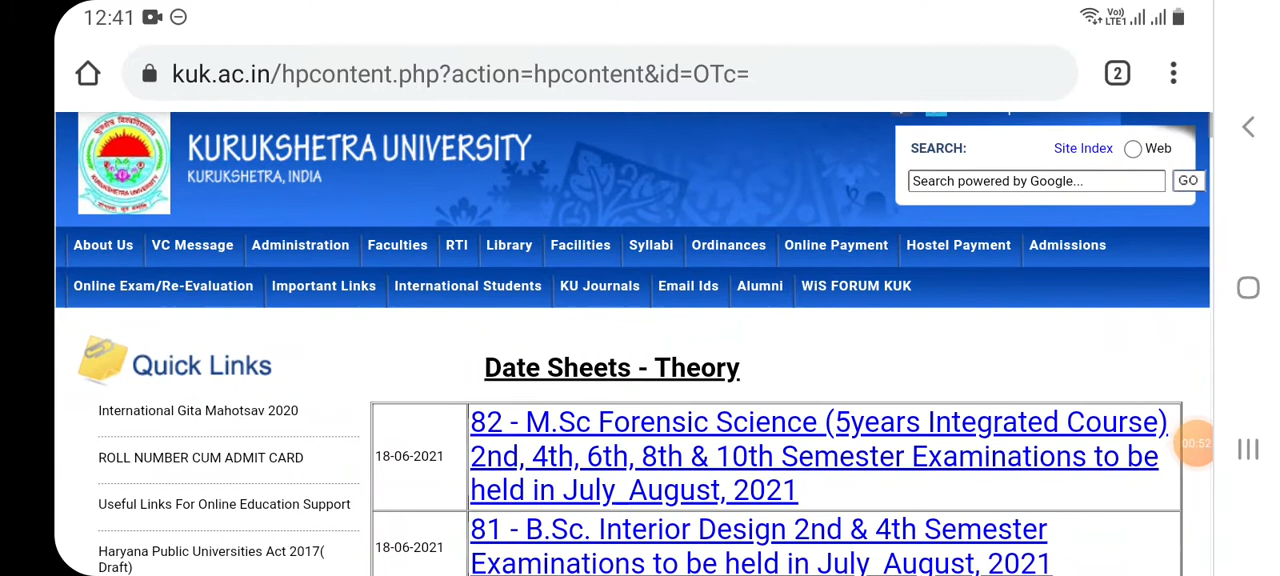 12:41
Vo)
LTE1
kuk.ac.in/hpcontent.php?action=hpcontent&id=OTc=
2
KURUKSHETRA UNIVERSITY
KURUKSHETRA, INDIA
SEARCH:
Site Index
Web
Search powered by Google...
GO
About Us
VC Message
Administration
Faculties
RTI
Library
Facilities
Syllabi
Ordinances
Online Payment
Hostel Payment
Admissions
Online Exam/Re-Evaluation
Important Links
International Students
KU Journals
Email Ids
Alumni
WiS FORUM KUK
Quick Links
International Gita Mahotsav 2020
ROLL NUMBER CUM ADMIT CARD
Useful Links For Online Education Support
Haryana Public Universities Act 2017(
Draft)
Date Sheets - Theory
18-06-2021
82 - M.Sc Forensic Science (5years Integrated Course)
2nd, 4th, 6th, 8th & 10th Semester Examinations to be
held in July_August, 2021
18-06-2021
81 - B.Sc. Interior Design 2nd & 4th Semester
Examinations to be held in July_August, 2021
00:52